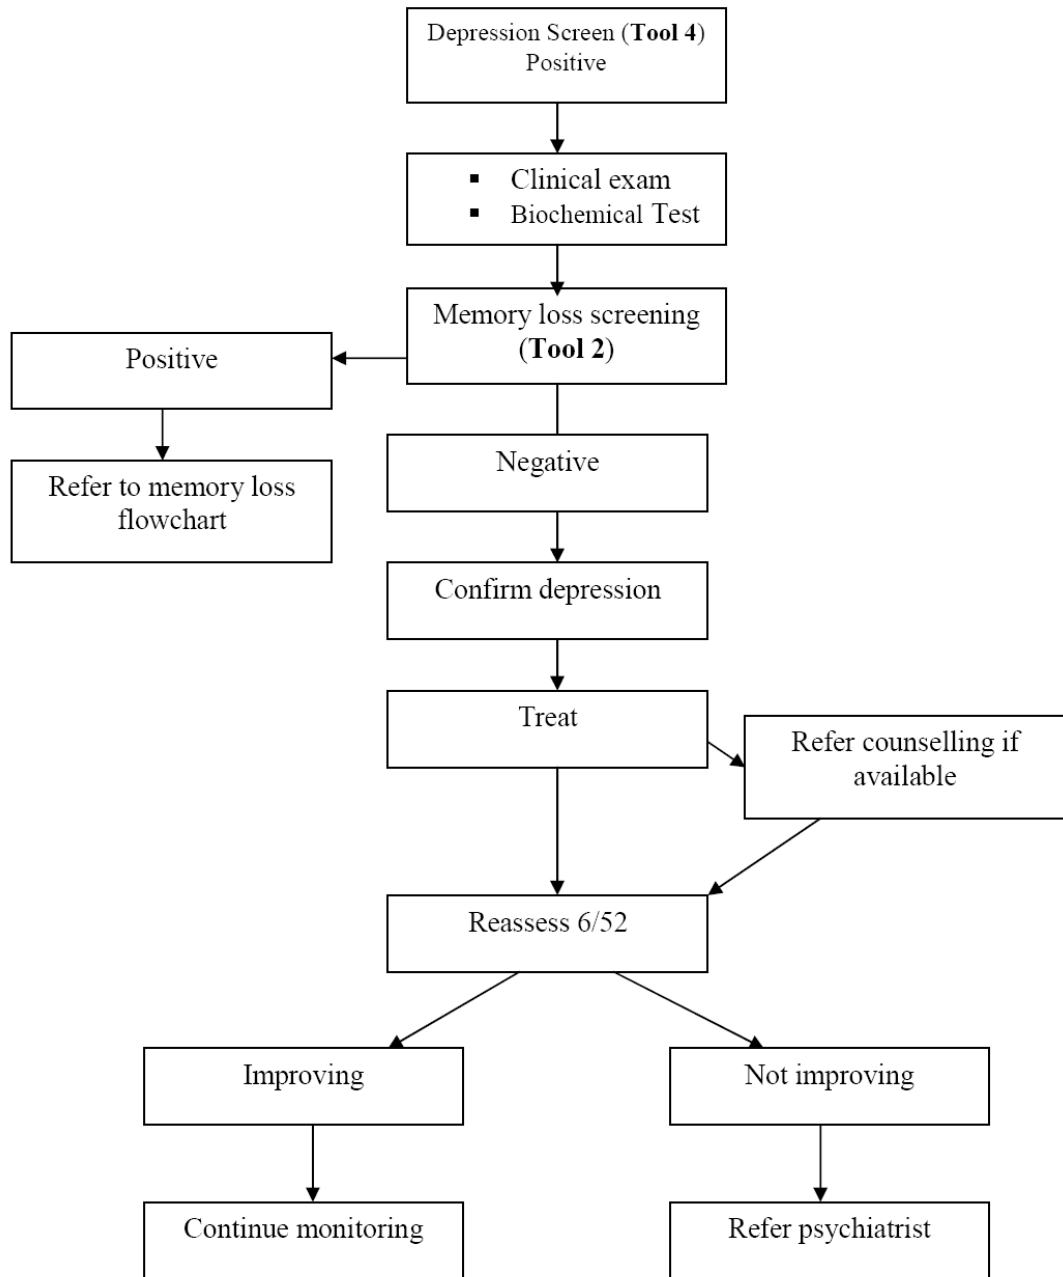 Depression Screen (Tool 4)
Positive
▪ Clinical exam
▪ Biochemical Test
Memory loss screening
(Tool 2)
Positive
Negative
Refer to memory loss
flowchart
Confirm depression
Treat
Refer counselling if
available
Reassess 6/52
Improving
Not improving
Continue monitoring
Refer psychiatrist